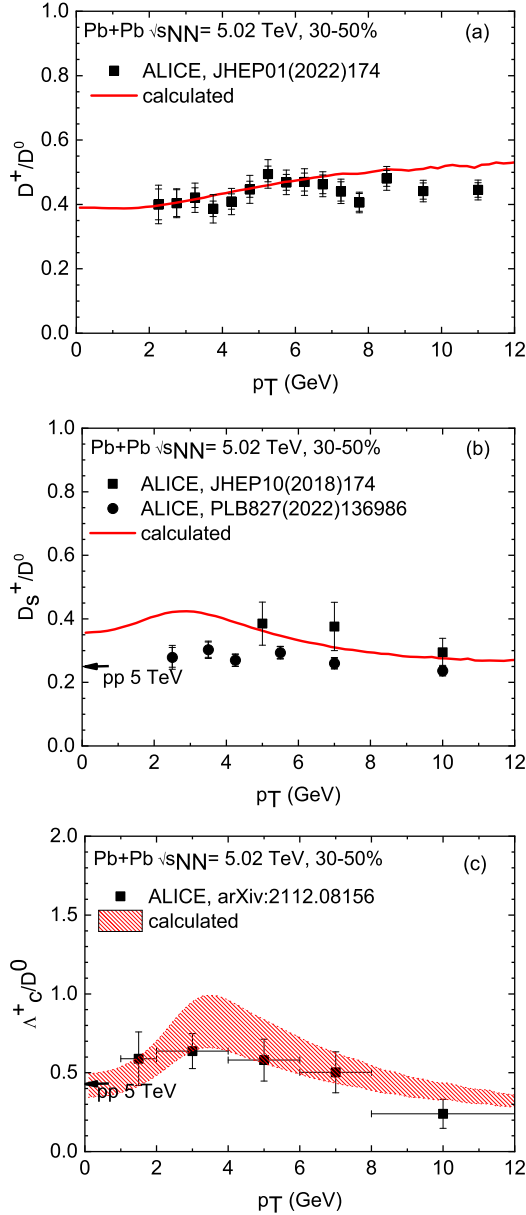 Pb+Pb √sNN= 5.02 TeV, 30-50%
(a)
ALICE, JHEP01(2022)174
calculated
D+/D0
1.0
0.8
0.6
0.4
0.2
0.0
0 2 4 6 8 10 12
pT (GeV)
Pb+Pb √sNN= 5.02 TeV, 30-50%
(b)
ALICE, JHEP10(2018)174
ALICE, PLB827(2022)136986
calculated
Ds+/D0
1.0
0.8
0.6
0.4
0.2
0.0
pp 5 TeV
0 2 4 6 8 10 12
pT (GeV)
Pb+Pb √sNN= 5.02 TeV, 30-50%
(c)
ALICE, arXiv:2112.08156
calculated
Λ+c/D0
2.0
1.5
1.0
0.5
0.0
pp 5 TeV
0 2 4 6 8 10 12
pT (GeV)